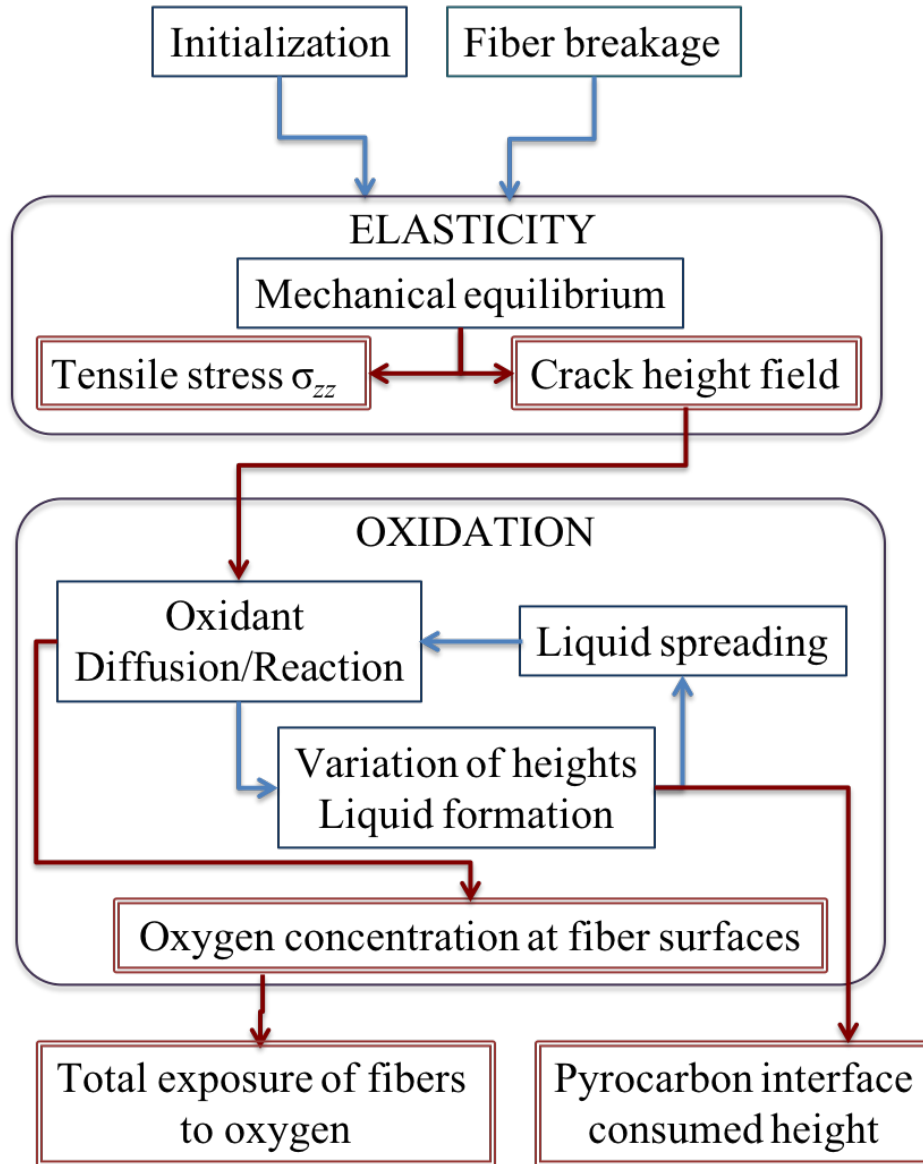 Initialization
Fiber breakage
ELASTICITY
Mechanical equilibrium
Tensile stress σzz
Crack height field
OXIDATION
Oxidant
Diffusion/Reaction
Liquid spreading
Variation of heights
Liquid formation
Oxygen concentration at fiber surfaces
Total exposure of fibers
to oxygen
Pyrocarbon interface
consumed height